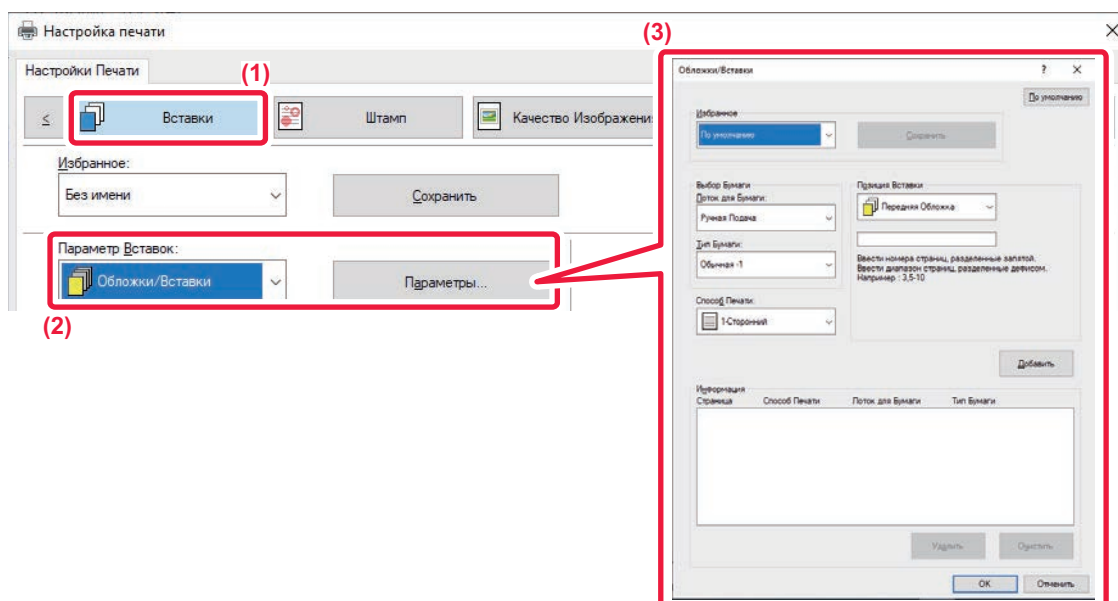 Настройка печати
Настройки Печати
(1)
<
Вставки
Штамп
Качество Изображени
Избранное:
Без имени
Сохранить
Параметр Вставок:
Обложки/Вставки
Параметры...
(2)
(3)
Обложки/Вставки
?
По умолчанию
Избранное
По умолчанию
Сохранить
Выбор Бумаги
Лоток для Бумаги:
Ручная Подача
Тип Бумаги:
Обычная -1
Способ Печати:
1-Сторонний
Позиция Вставки
Передняя Обложка
Ввести номера страниц, разделенные запятой.
Ввести диапазон страниц, разделенные дефисом.
Например : 3,5-10
Добавить
Информация
Страница Способ Печати Лоток для Бумаги Тип Бумаги
Удалить
Очистить
OK
Отменить